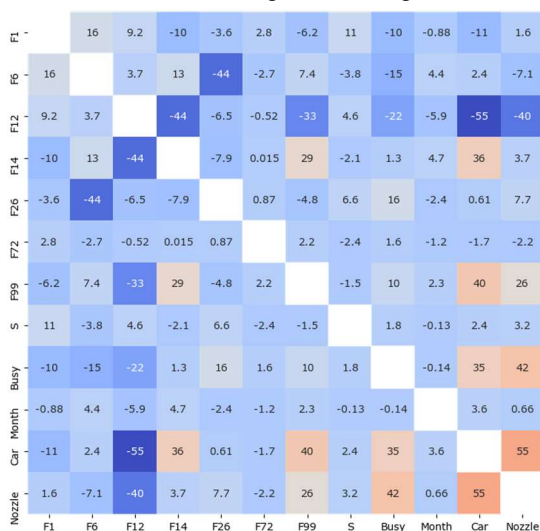 F1 16 9.2 -10 -3.6 2.8 -6.2 11 -10 -0.88 -11 1.6
F6 16 3.7 13 -44 -2.7 7.4 -3.8 -15 4.4 2.4 -7.1
F12 9.2 3.7 -44 -6.5 -0.52 -33 4.6 -22 -5.9 -55 -40
F14 -10 13 -44 -7.9 0.015 29 -2.1 1.3 4.7 36 3.7
F26 -3.6 -44 -6.5 -7.9 0.87 -4.8 6.6 16 -2.4 0.61 7.7
F72 2.8 -2.7 -0.52 0.015 0.87 2.2 -2.4 1.6 -1.2 -1.7 -2.2
F99 -6.2 7.4 -33 29 -4.8 2.2 -1.5 10 2.3 40 26
S 11 -3.8 4.6 -2.1 6.6 -2.4 -1.5 1.8 -0.13 2.4 3.2
Busy -10 -15 -22 1.3 16 1.6 10 1.8 -0.14 35 42
Month -0.88 4.4 -5.9 4.7 -2.4 -1.2 2.3 -0.13 -0.14 3.6 0.66
Car -11 2.4 -55 36 0.61 -1.7 40 2.4 35 3.6 55
Nozzle 1.6 -7.1 -40 3.7 7.7 -2.2 26 3.2 42 0.66 55
F1 F6 F12 F14 F26 F72 F99 S Busy Month Car Nozzle